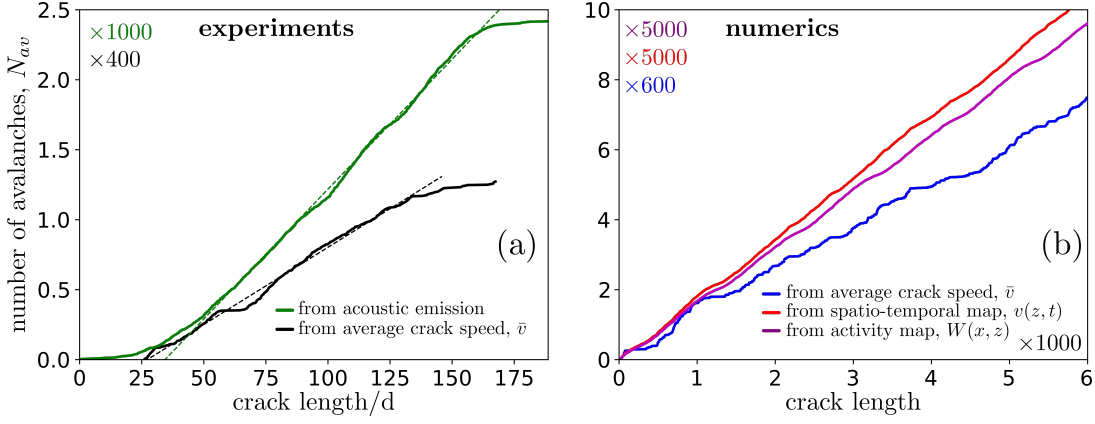 number of avalanches, N_av
2.5
2.0
1.5
1.0
0.5
0.0
×1000
×400
experiments
(a)
from acoustic emission
from average crack speed, v̄
0 25 50 75 100 125 150 175
crack length/d
10
8
6
4
2
0
×5000
×5000
×600
numerics
(b)
from average crack speed, v̄
from spatio-temporal map, v(z, t)
from activity map, W(x, z)
×1000
0 1 2 3 4 5 6
crack length